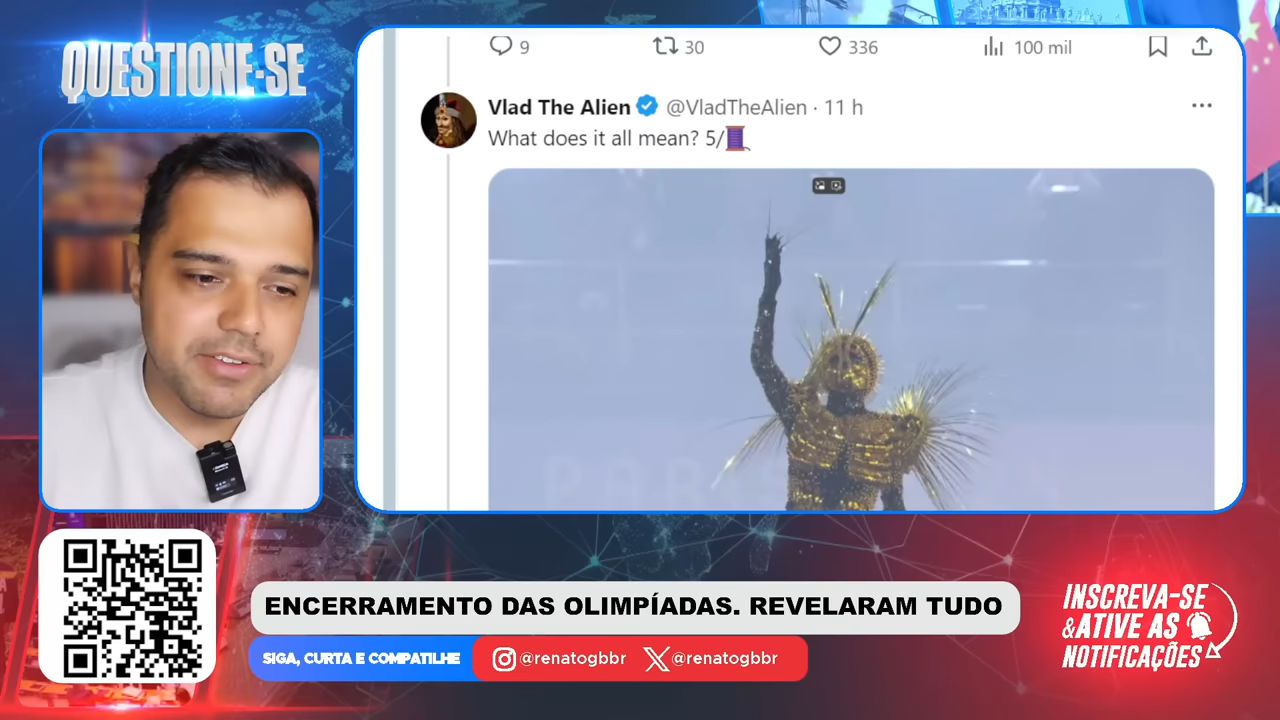 QUESTIONE-SE
9 30 336 100 mil
Vlad The Alien @VladTheAlien · 11 h
What does it all mean? 5/🧵
ENCERRAMENTO DAS OLIMPÍADAS. REVELARAM TUDO
SIGA, CURTA E COMPATILHE @renatogbbr @renatogbbr
INSCREVA-SE
&ATIVE AS
NOTIFICAÇÕES